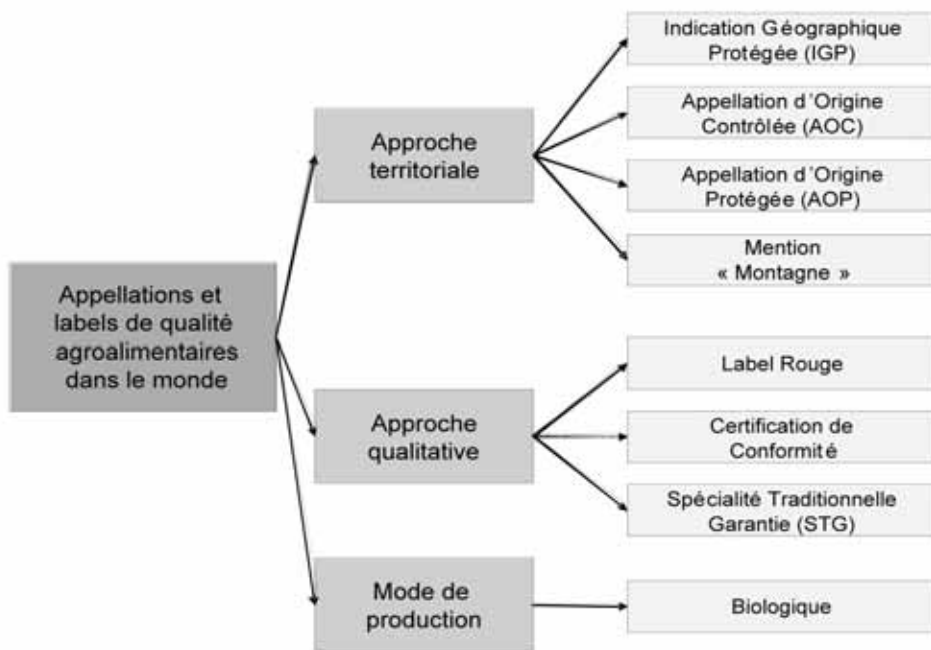 Appellations et
labels de qualité
agroalimentaires
dans le monde
Approche
territoriale
Indication Géographique
Protégée (IGP)
Appellation d'Origine
Contrôlée (AOC)
Appellation d'Origine
Protégée (AOP)
Mention
« Montagne »
Approche
qualitative
Label Rouge
Certification de
Conformité
Spécialité Traditionnelle
Garantie (STG)
Mode de
production
Biologique